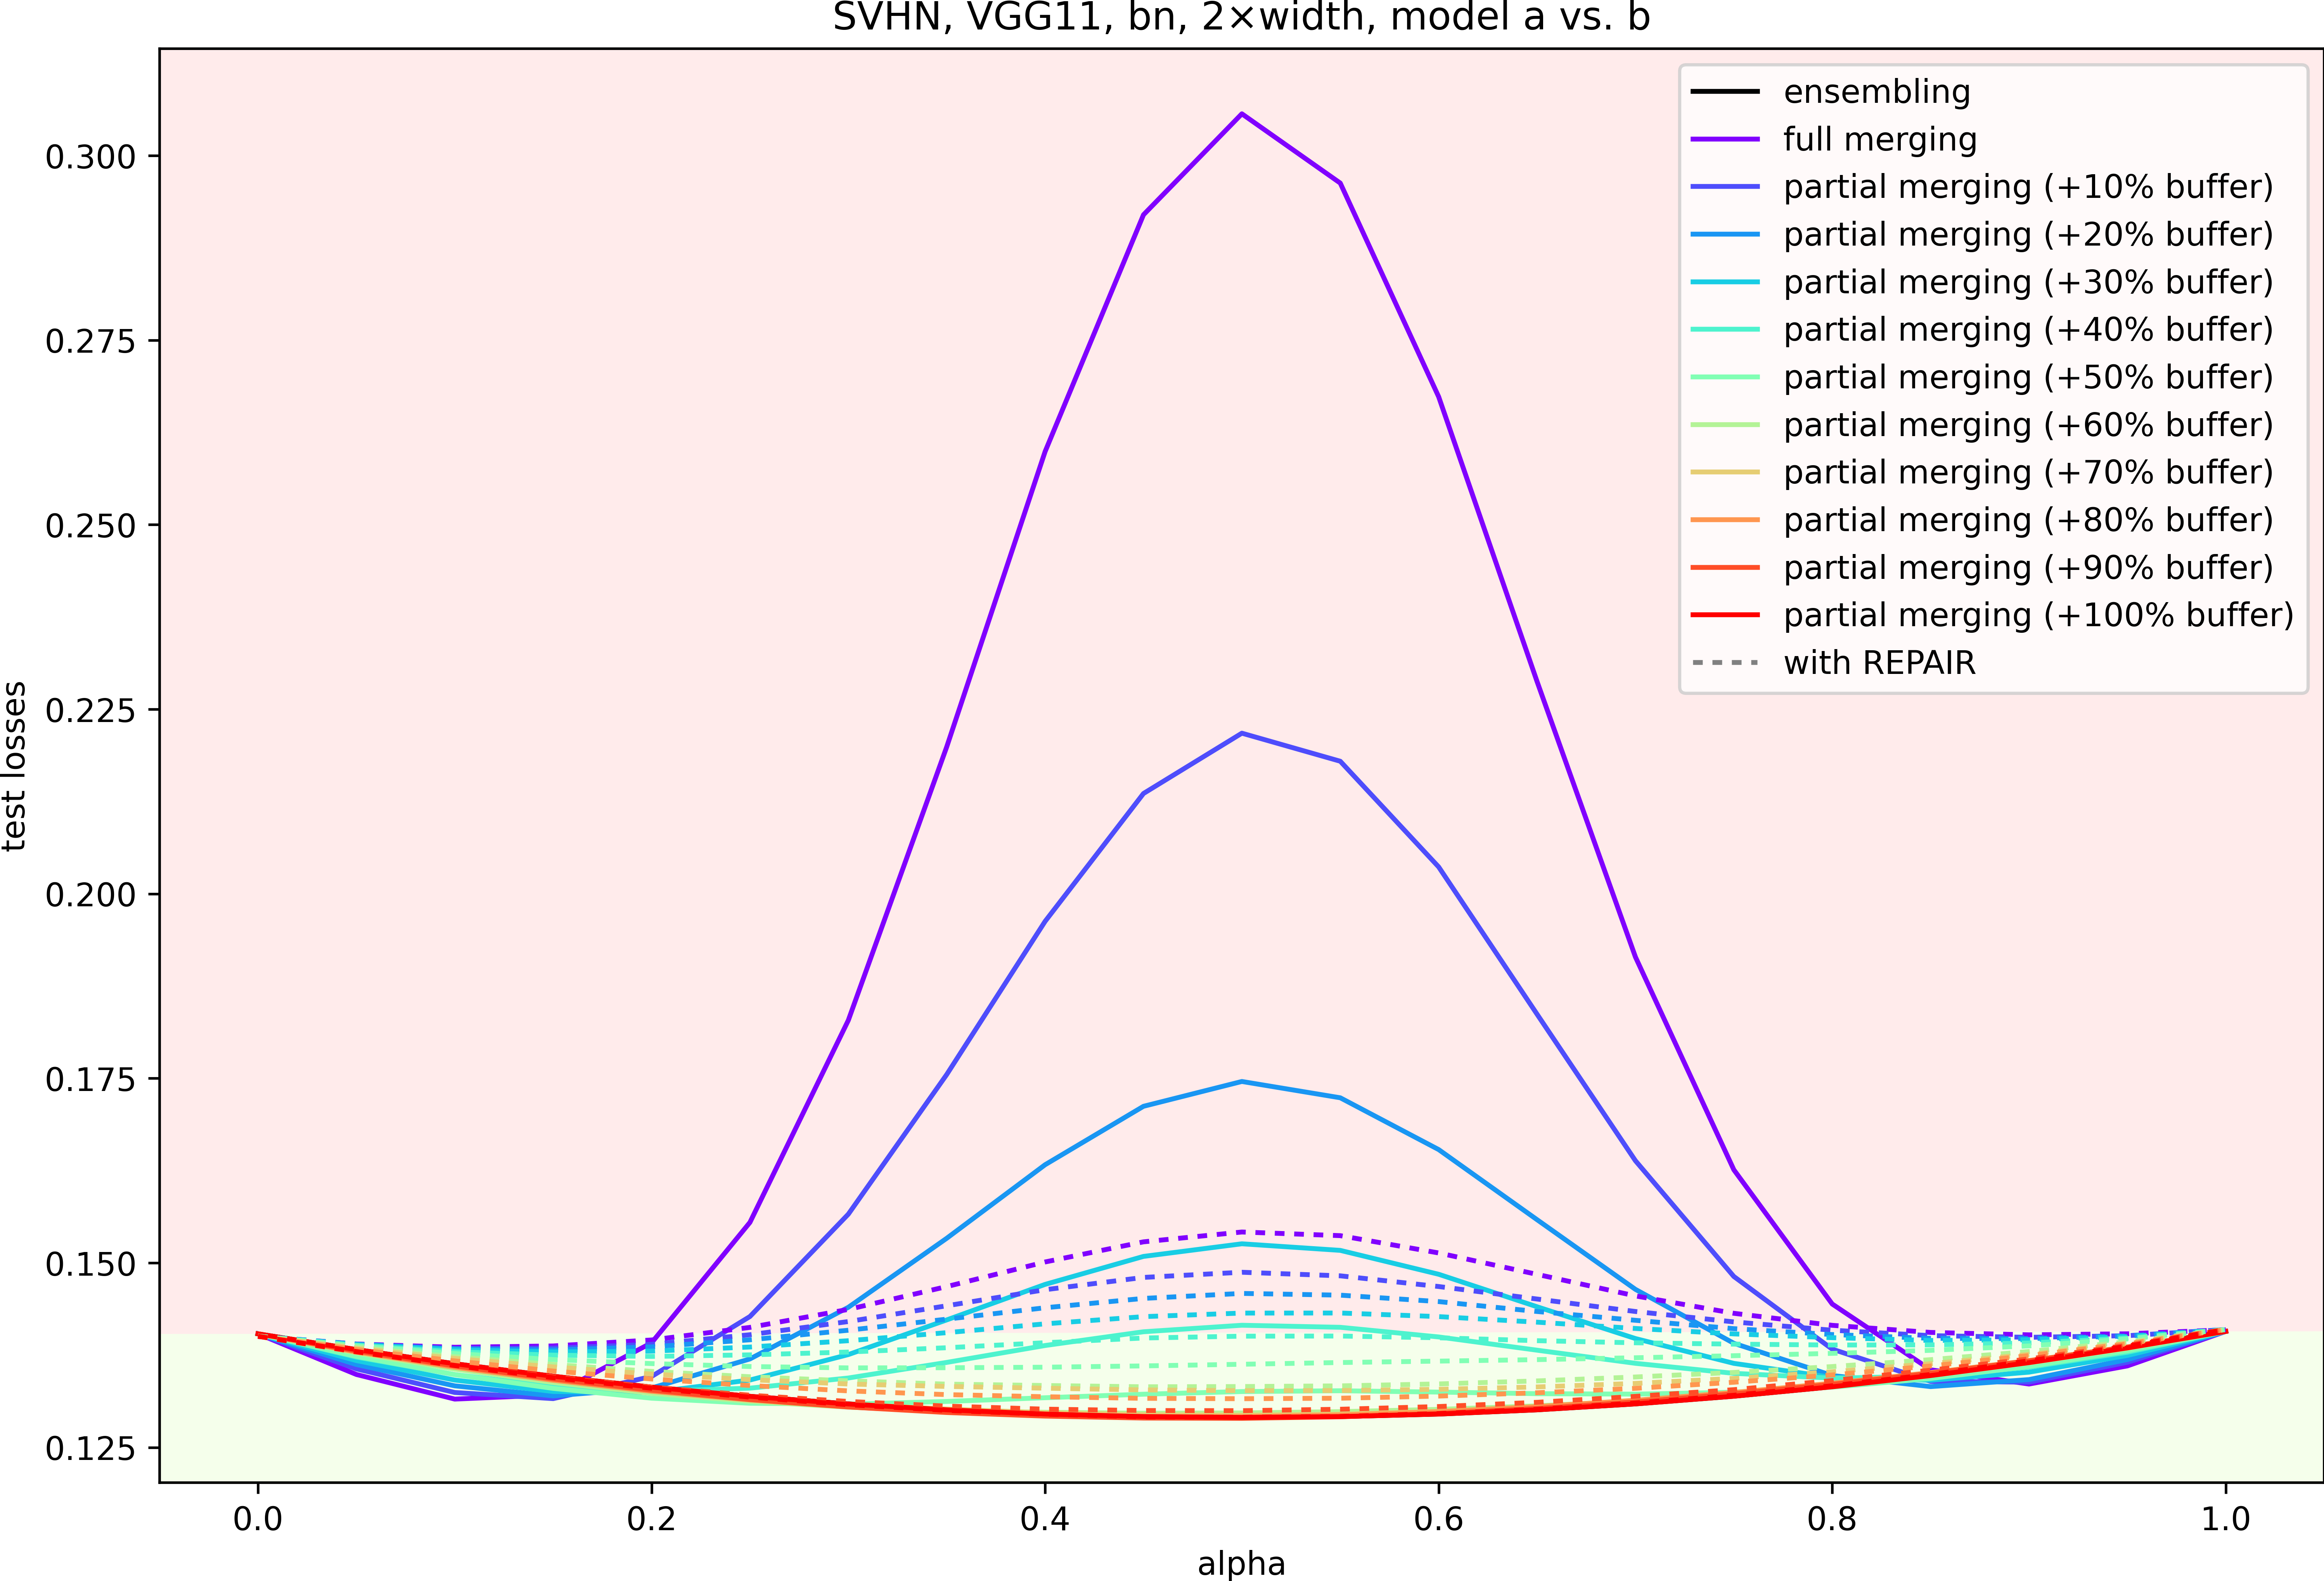 SVHN, VGG11, bn, 2×width, model a vs. b
ensembling
full merging
partial merging (+10% buffer)
partial merging (+20% buffer)
partial merging (+30% buffer)
partial merging (+40% buffer)
partial merging (+50% buffer)
partial merging (+60% buffer)
partial merging (+70% buffer)
partial merging (+80% buffer)
partial merging (+90% buffer)
partial merging (+100% buffer)
with REPAIR
test losses
0.300
0.275
0.250
0.225
0.200
0.175
0.150
0.125
0.0 0.2 0.4 0.6 0.8 1.0
alpha